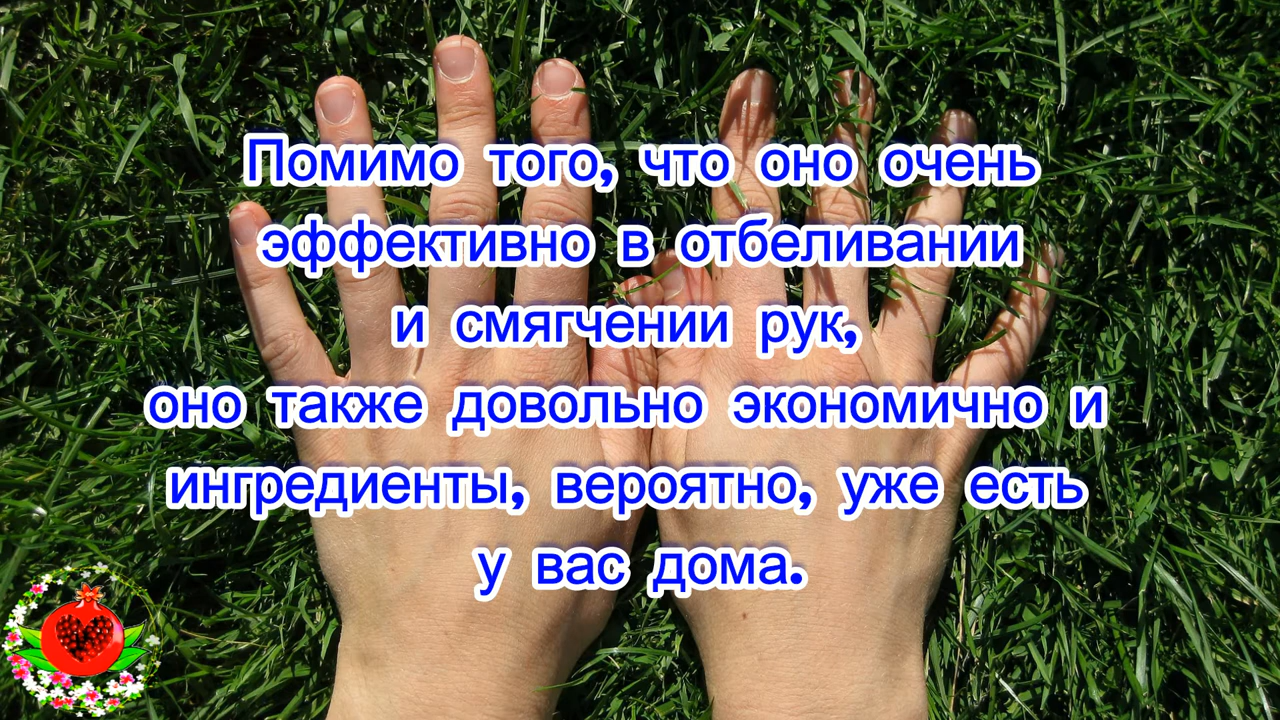 Помимо того, что оно очень
эффективно в отбеливании
и смягчении рук,
оно также довольно экономично и
ингредиенты, вероятно, уже есть
у вас дома.